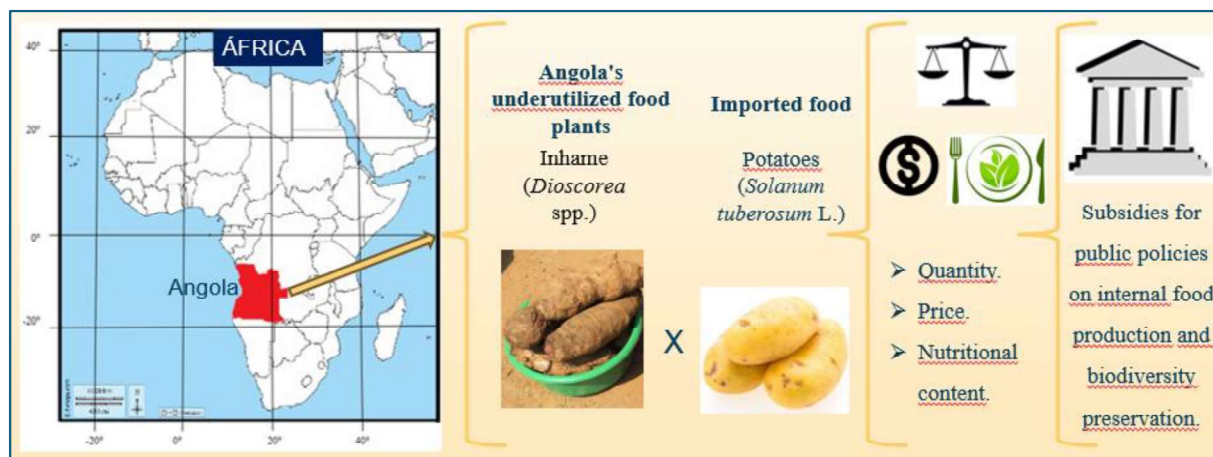 ÁFRICA
40°
20°
0°
-20°
Angola
-20°
0°
20°
40°
Angola's
underutilized food
plants
Inhame
(Dioscorea
spp.)
Imported food
Potatoes
(Solanum
tuberosum L.)
X
$
➢ Quantity.
➢ Price.
➢ Nutritional
content.
Subsidies for
public policies
on internal food
production and
biodiversity
preservation.